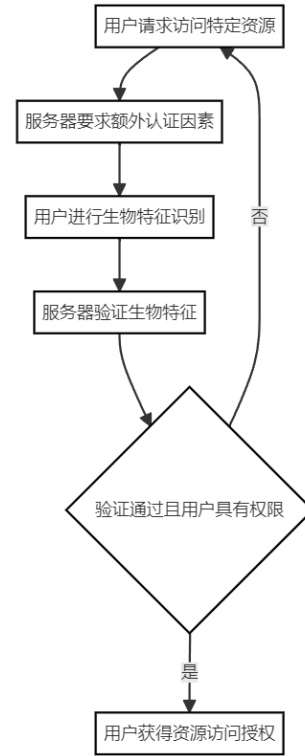 用户请求访问特定资源
服务器要求额外认证因素
用户进行生物特征识别
否
服务器验证生物特征
验证通过且用户具有权限
是
用户获得资源访问授权